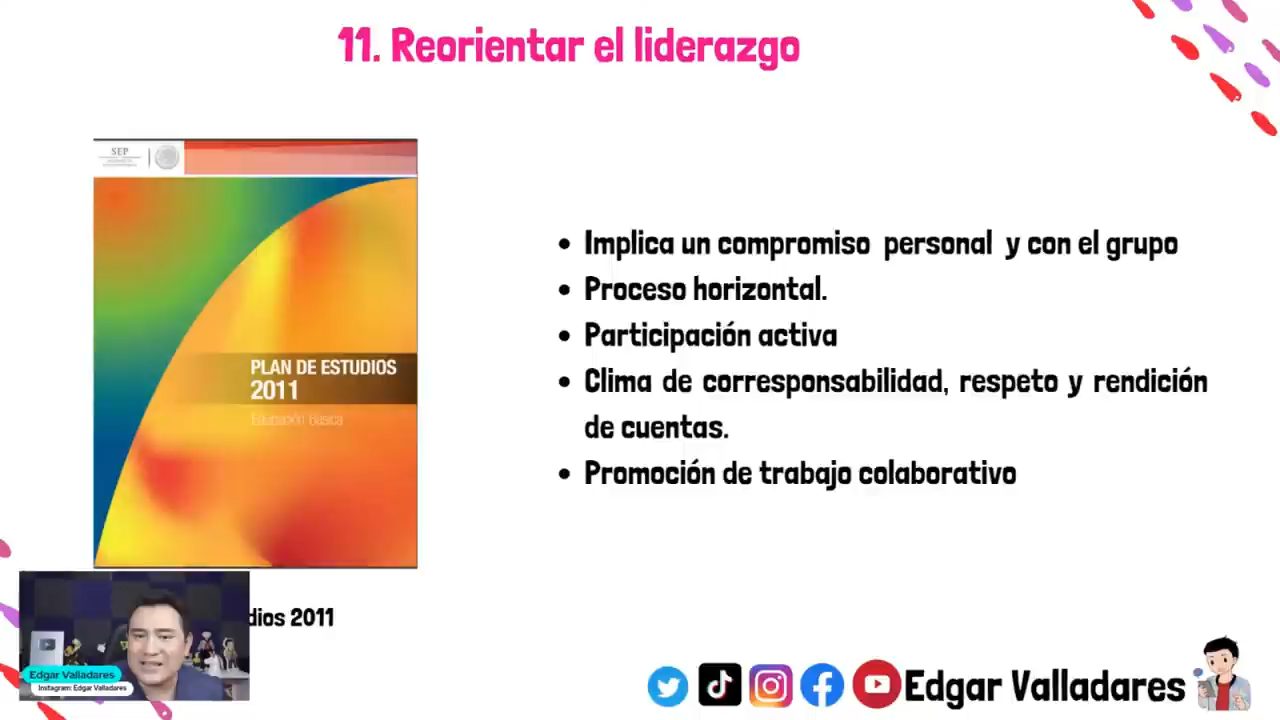 11. Reorientar el liderazgo
SEP
PLAN DE ESTUDIOS
2011
Educación Básica
Implica un compromiso personal y con el grupo
Proceso horizontal.
Participación activa
Clima de corresponsabilidad, respeto y rendición
de cuentas.
Promoción de trabajo colaborativo
dios 2011
Edgar Valladares
Instagram: Edgar Valladares
Edgar Valladares